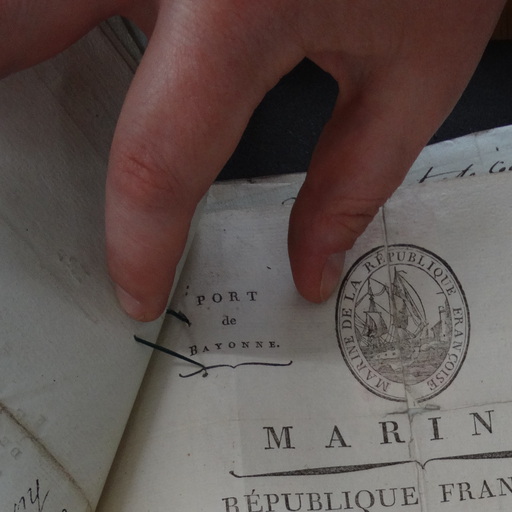 PORT
de
BAYONNE.
MARINE DE LA RÉPUBLIQUE FRANÇOISE
MARIN
RÉPUBLIQUE FRAN